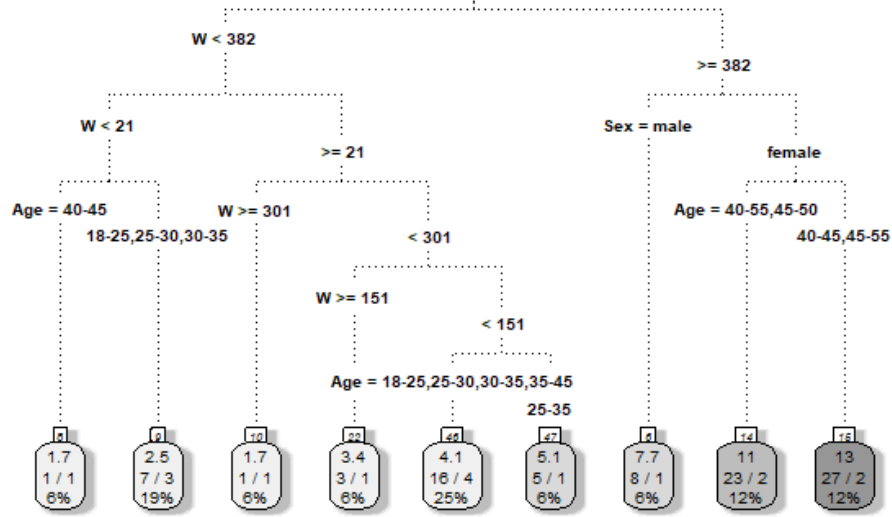 W < 382
>= 382
W < 21
Sex = male
>= 21
female
Age = 40-45
W >= 301
Age = 40-55,45-50
18-25,25-30,30-35
< 301
40-45,45-55
W >= 151
< 151
Age = 18-25,25-30,30-35,35-45
25-35
8 9 10 22 46 47 6 14 15
1.7 2.5 1.7 3.4 4.1 5.1 7.7 11 13
1 / 1 7 / 3 1 / 1 3 / 1 16 / 4 5 / 1 8 / 1 23 / 2 27 / 2
6% 19% 6% 6% 25% 6% 6% 12% 12%